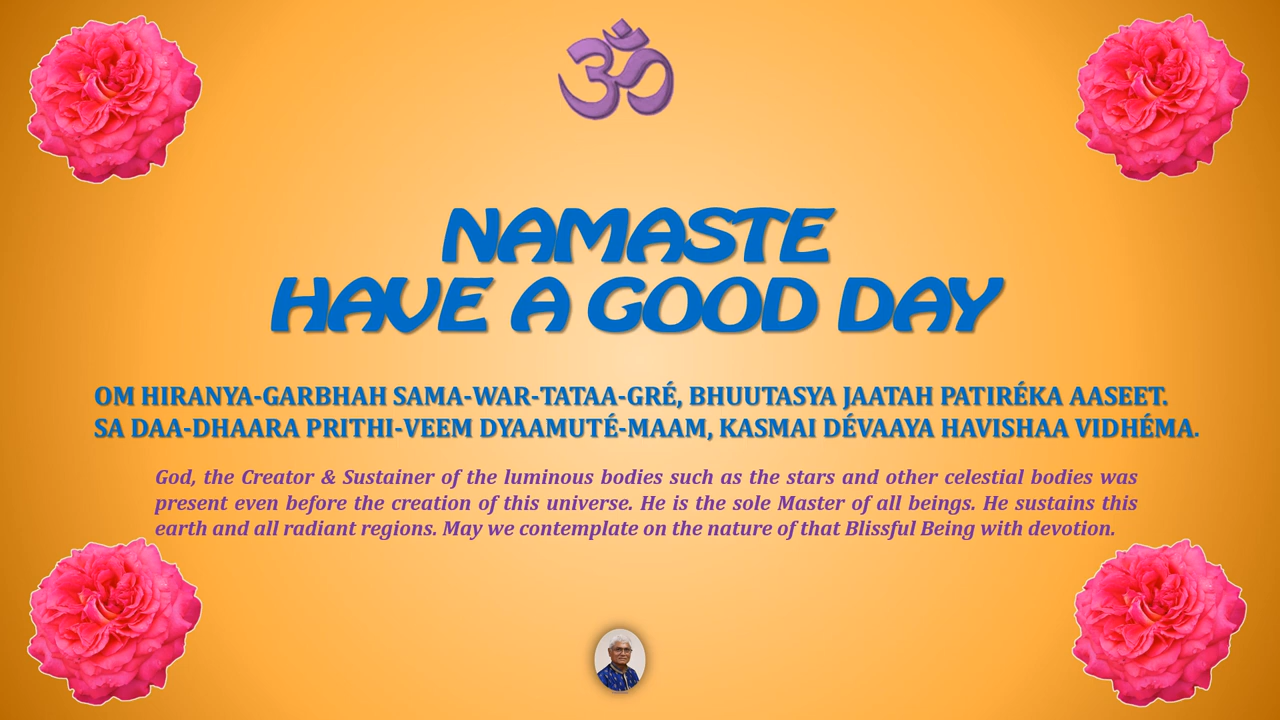 ॐ
NAMASTE
HAVE A GOOD DAY
OM HIRANYA-GARBHAH SAMA-WAR-TATAA-GRÉ, BHUUTASYA JAATAH PATIRÉKA AASEET.
SA DAA-DHAARA PRITHI-VEEM DYAAMUTÉ-MAAM, KASMAI DÉVAAYA HAVISHAA VIDHÉMA.
God, the Creator & Sustainer of the luminous bodies such as the stars and other celestial bodies was
present even before the creation of this universe. He is the sole Master of all beings. He sustains this
earth and all radiant regions. May we contemplate on the nature of that Blissful Being with devotion.